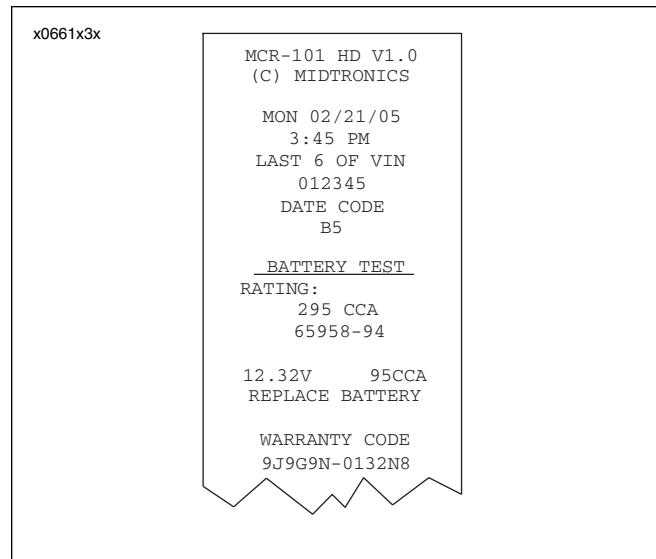 x0661x3x
MCR-101 HD V1.0
(C) MIDTRONICS
MON 02/21/05
3:45 PM
LAST 6 OF VIN
012345
DATE CODE
B5
BATTERY TEST
RATING:
295 CCA
65958-94
12.32V 95CCA
REPLACE BATTERY
WARRANTY CODE
9J9G9N-0132N8